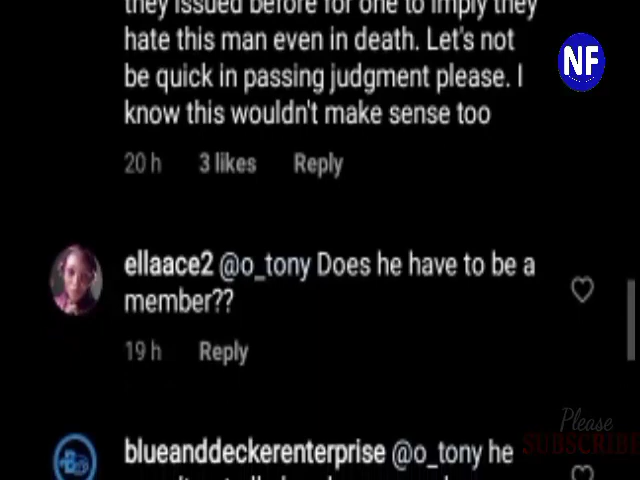 they issued before for one to imply they
hate this man even in death. Let's not
be quick in passing judgment please. I
know this wouldn't make sense too
20 h 3 likes Reply
NF
ellaace2 @o_tony Does he have to be a
member??
19 h Reply
Please
SUBSCRIBE
blueanddeckerenterprise @o_tony he